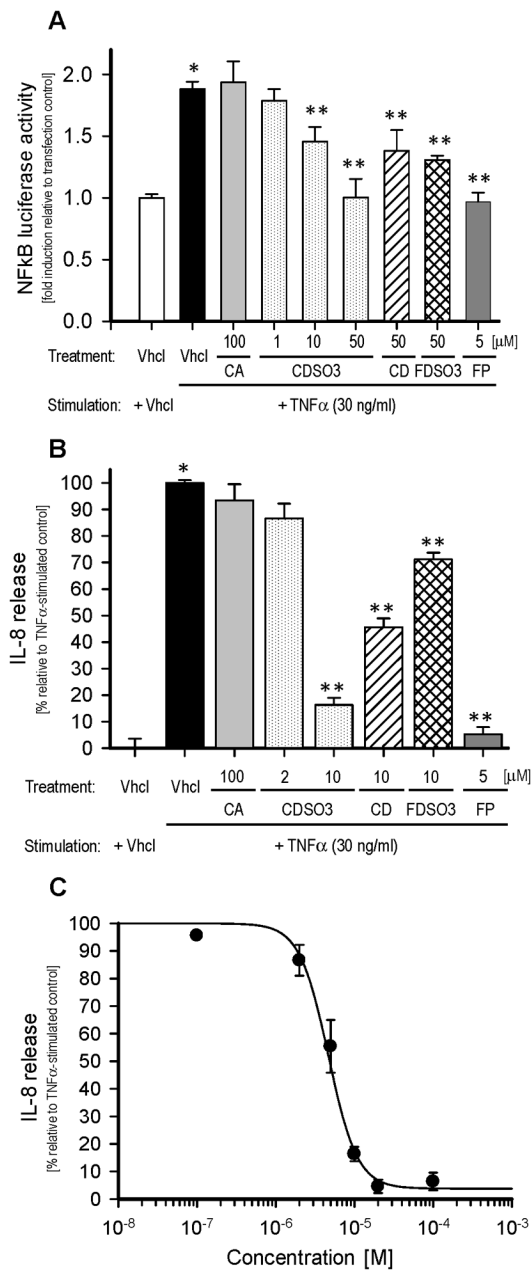 A
NFkB luciferase activity
[fold induction relative to transfection control]
2.0
1.5
1.0
0.5
0.0
*
**
**
**
**
**
Treatment: Vhcl Vhcl 100 1 10 50 50 50 5 [µM]
CA CDSO3 CD FDSO3 FP
Stimulation: + Vhcl + TNFα (30 ng/ml)
B
IL-8 release
[% relative to TNFα-stimulated control]
100
90
80
70
60
50
40
30
20
10
0
*
**
**
**
**
Treatment: Vhcl Vhcl 100 2 10 10 10 5 [µM]
CA CDSO3 CD FDSO3 FP
Stimulation: + Vhcl + TNFα (30 ng/ml)
C
IL-8 release
[% relative to TNFα-stimulated control]
100
90
80
70
60
50
40
30
20
10
0
10-8 10-7 10-6 10-5 10-4 10-3
Concentration [M]